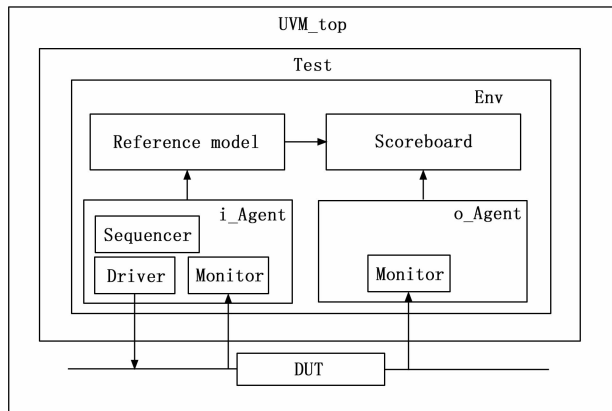 UVM_top
Test
Env
Reference model
Scoreboard
i_Agent
o_Agent
Sequencer
Driver
Monitor
Monitor
DUT